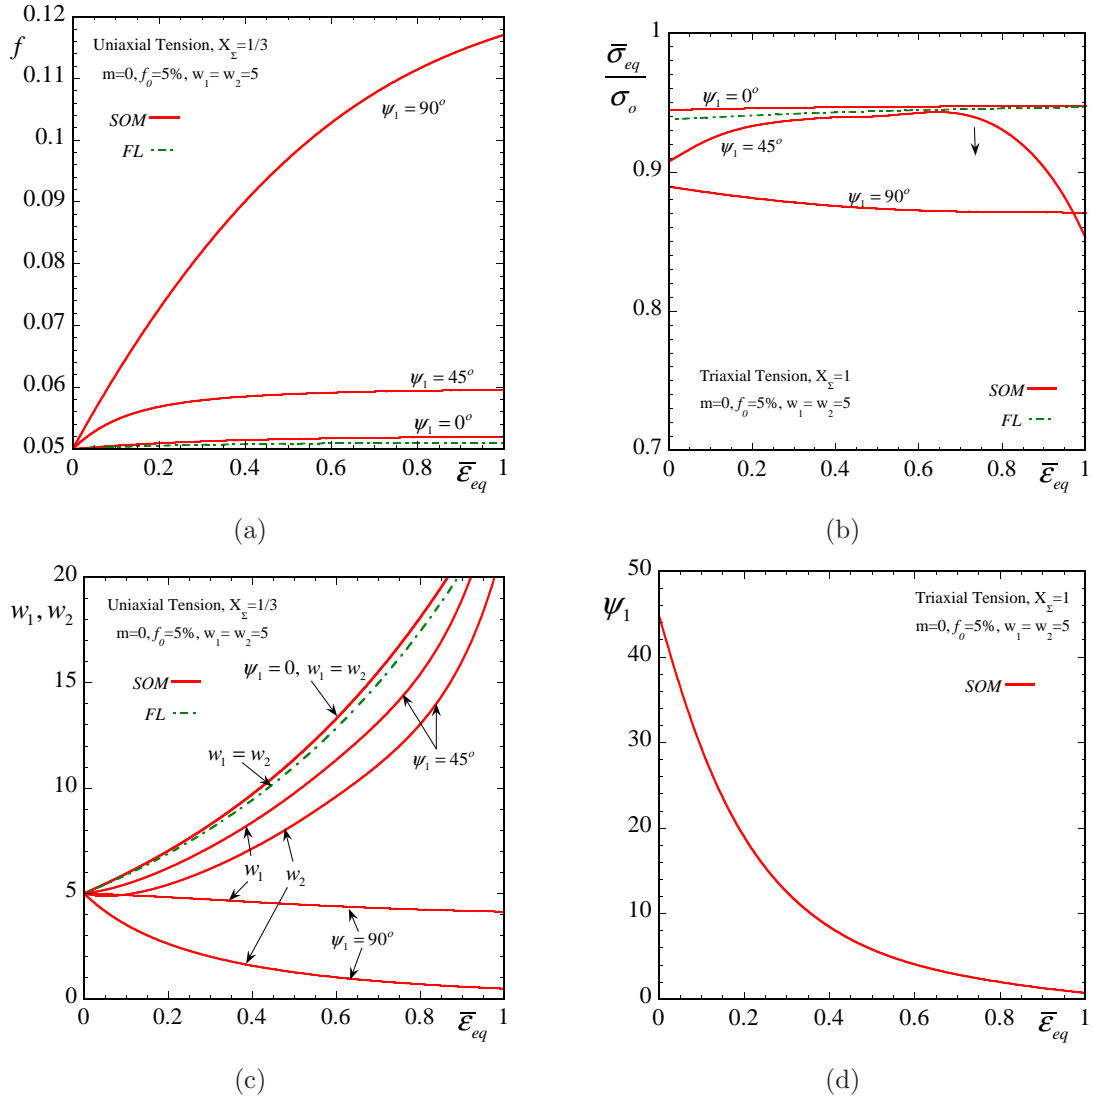 0.12
f
0.11
0.1
0.09
0.08
0.07
0.06
0.05
Uniaxial Tension, X_Σ=1/3
m=0, f_0=5%, w_1= w_2=5
SOM
FL
ψ_1 = 90°
ψ_1 = 45°
ψ_1 = 0°
0 0.2 0.4 0.6 0.8 1
ε̅_eq
(a)
1
σ̅_eq
σ_o
0.9
0.8
0.7
ψ_1 = 0°
ψ_1 = 45°
ψ_1 = 90°
Triaxial Tension, X_Σ=1
m=0, f_0=5%, w_1= w_2=5
SOM
FL
0 0.2 0.4 0.6 0.8 1
ε̅_eq
(b)
20
w_1, w_2
15
10
5
0
Uniaxial Tension, X_Σ=1/3
m=0, f_0=5%, w_1= w_2=5
SOM
FL
ψ_1 = 0, w_1 = w_2
w_1 = w_2
ψ_1 = 45°
w_1
w_2
ψ_1 = 90°
0 0.2 0.4 0.6 0.8 1
ε̅_eq
(c)
50
ψ_1
40
30
20
10
0
Triaxial Tension, X_Σ=1
m=0, f_0=5%, w_1= w_2=5
SOM
0 0.2 0.4 0.6 0.8 1
ε̅_eq
(d)